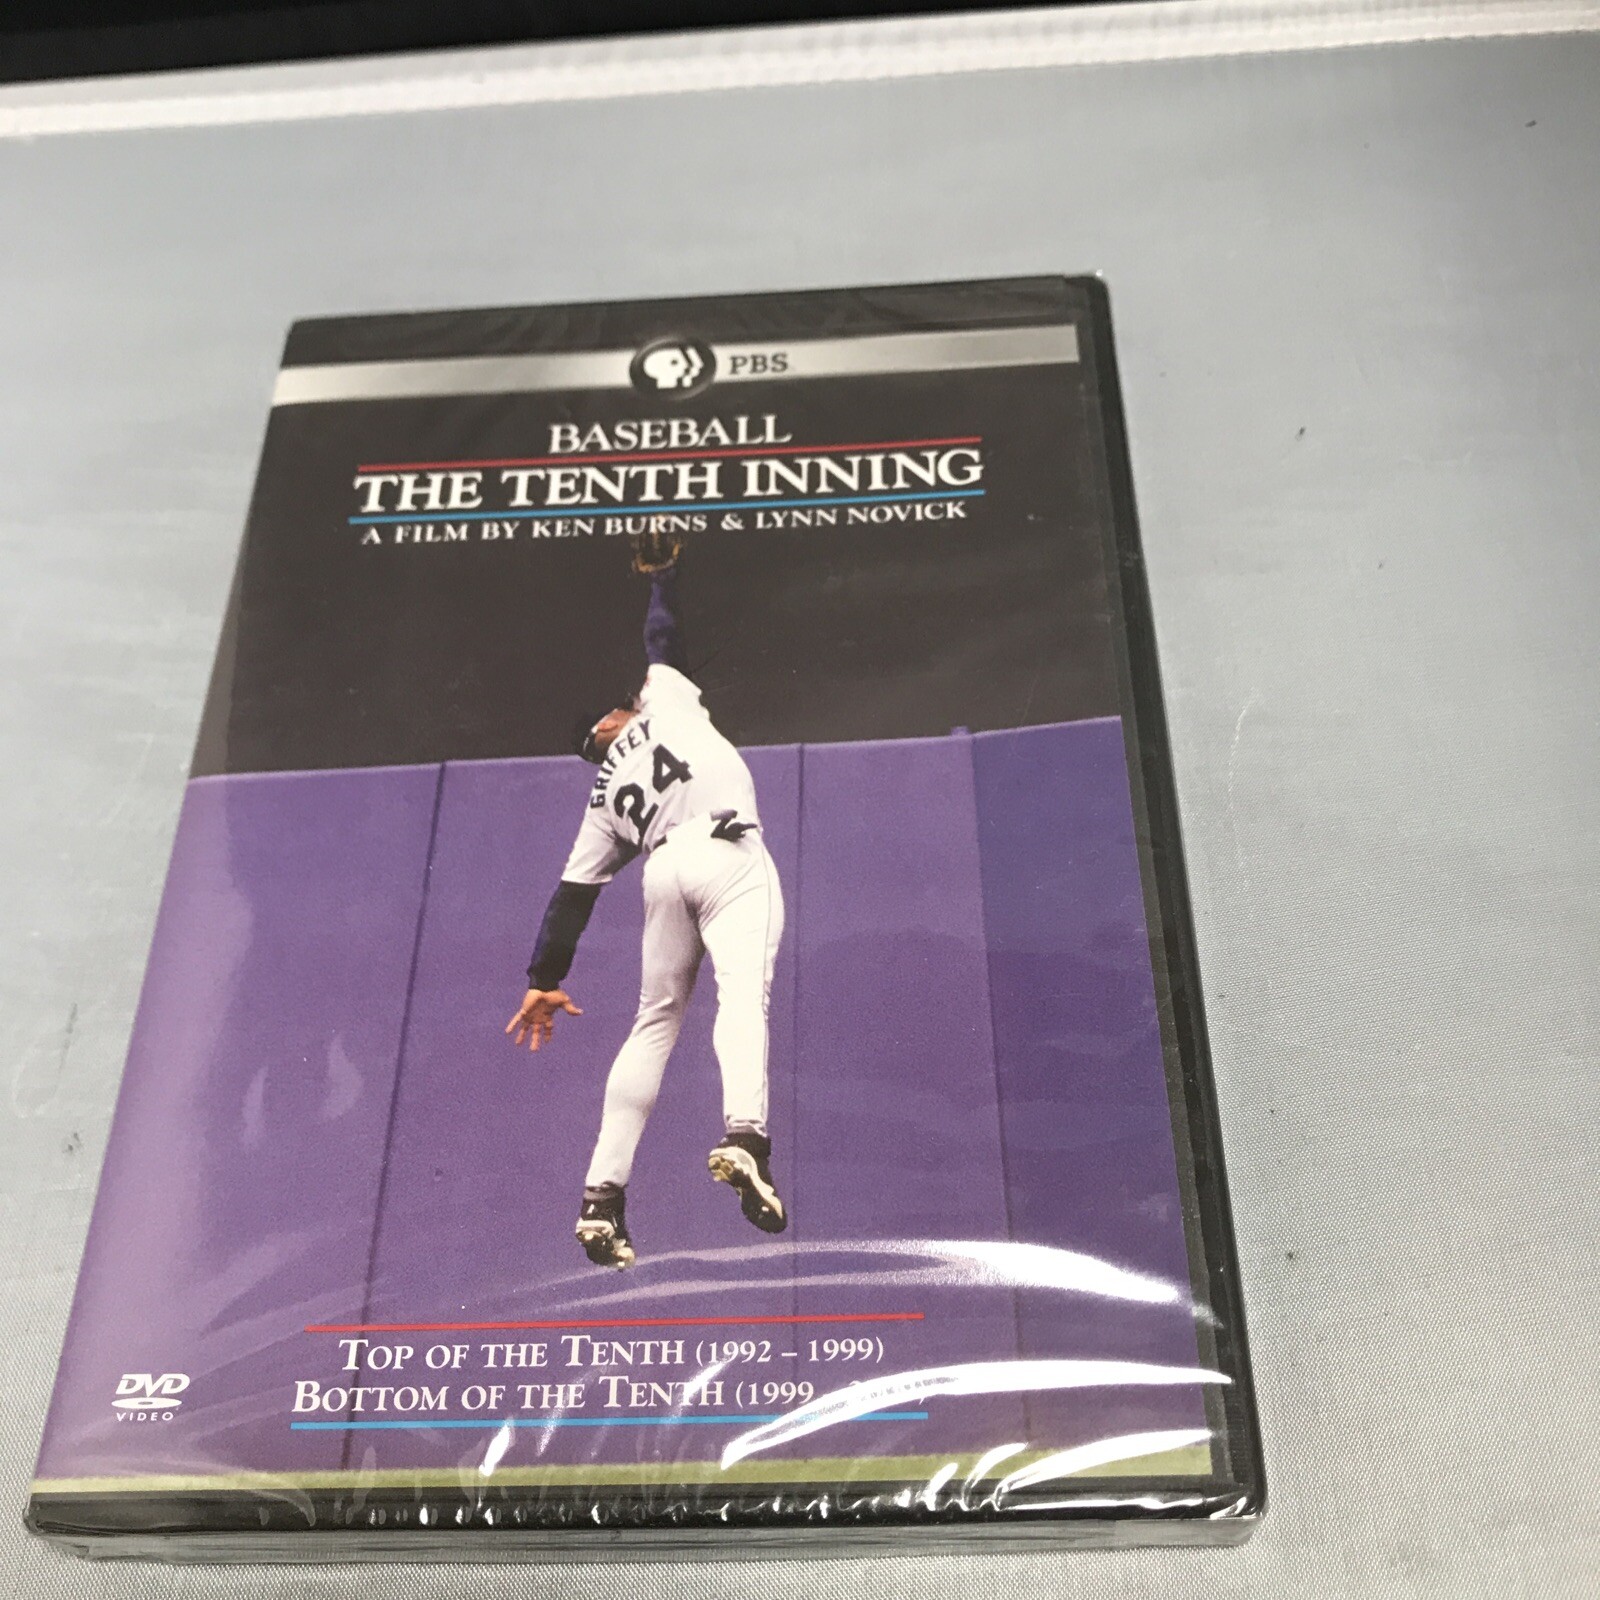 PBS
BASEBALL
THE TENTH INNING
A FILM BY KEN BURNS & LYNN NOVICK
GRIFFEY
24
TOP OF THE TENTH (1992 – 1999)
BOTTOM OF THE TENTH (1999
DVD
VIDEO